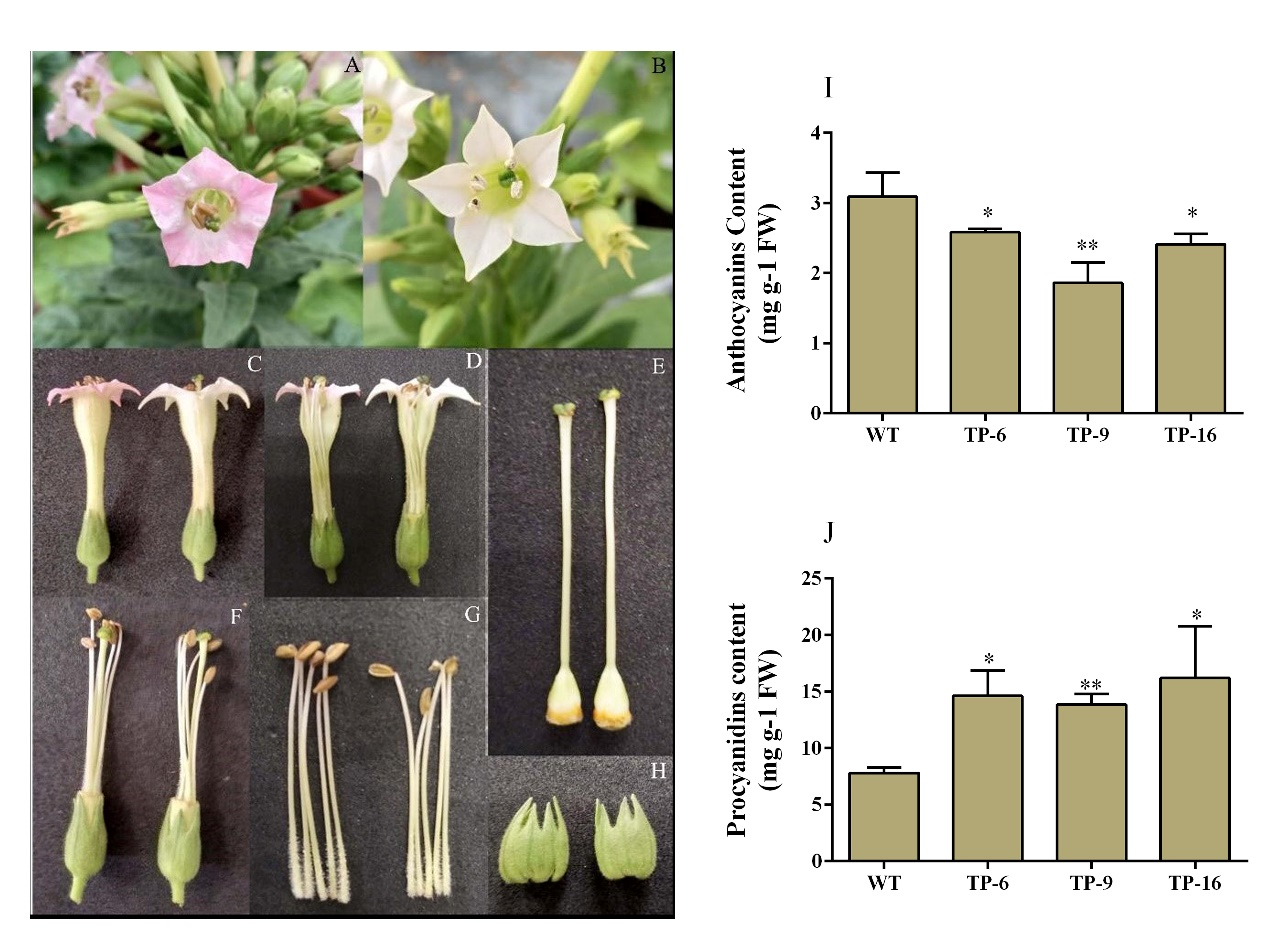 A
B
C
D
E
F
G
H
I
Anthocyanins Content
(mg g-1 FW)
4
3
2
1
0
*
**
*
WT
TP-6
TP-9
TP-16
J
Procyanidins content
(mg g-1 FW)
25
20
15
10
5
0
*
**
*
WT
TP-6
TP-9
TP-16